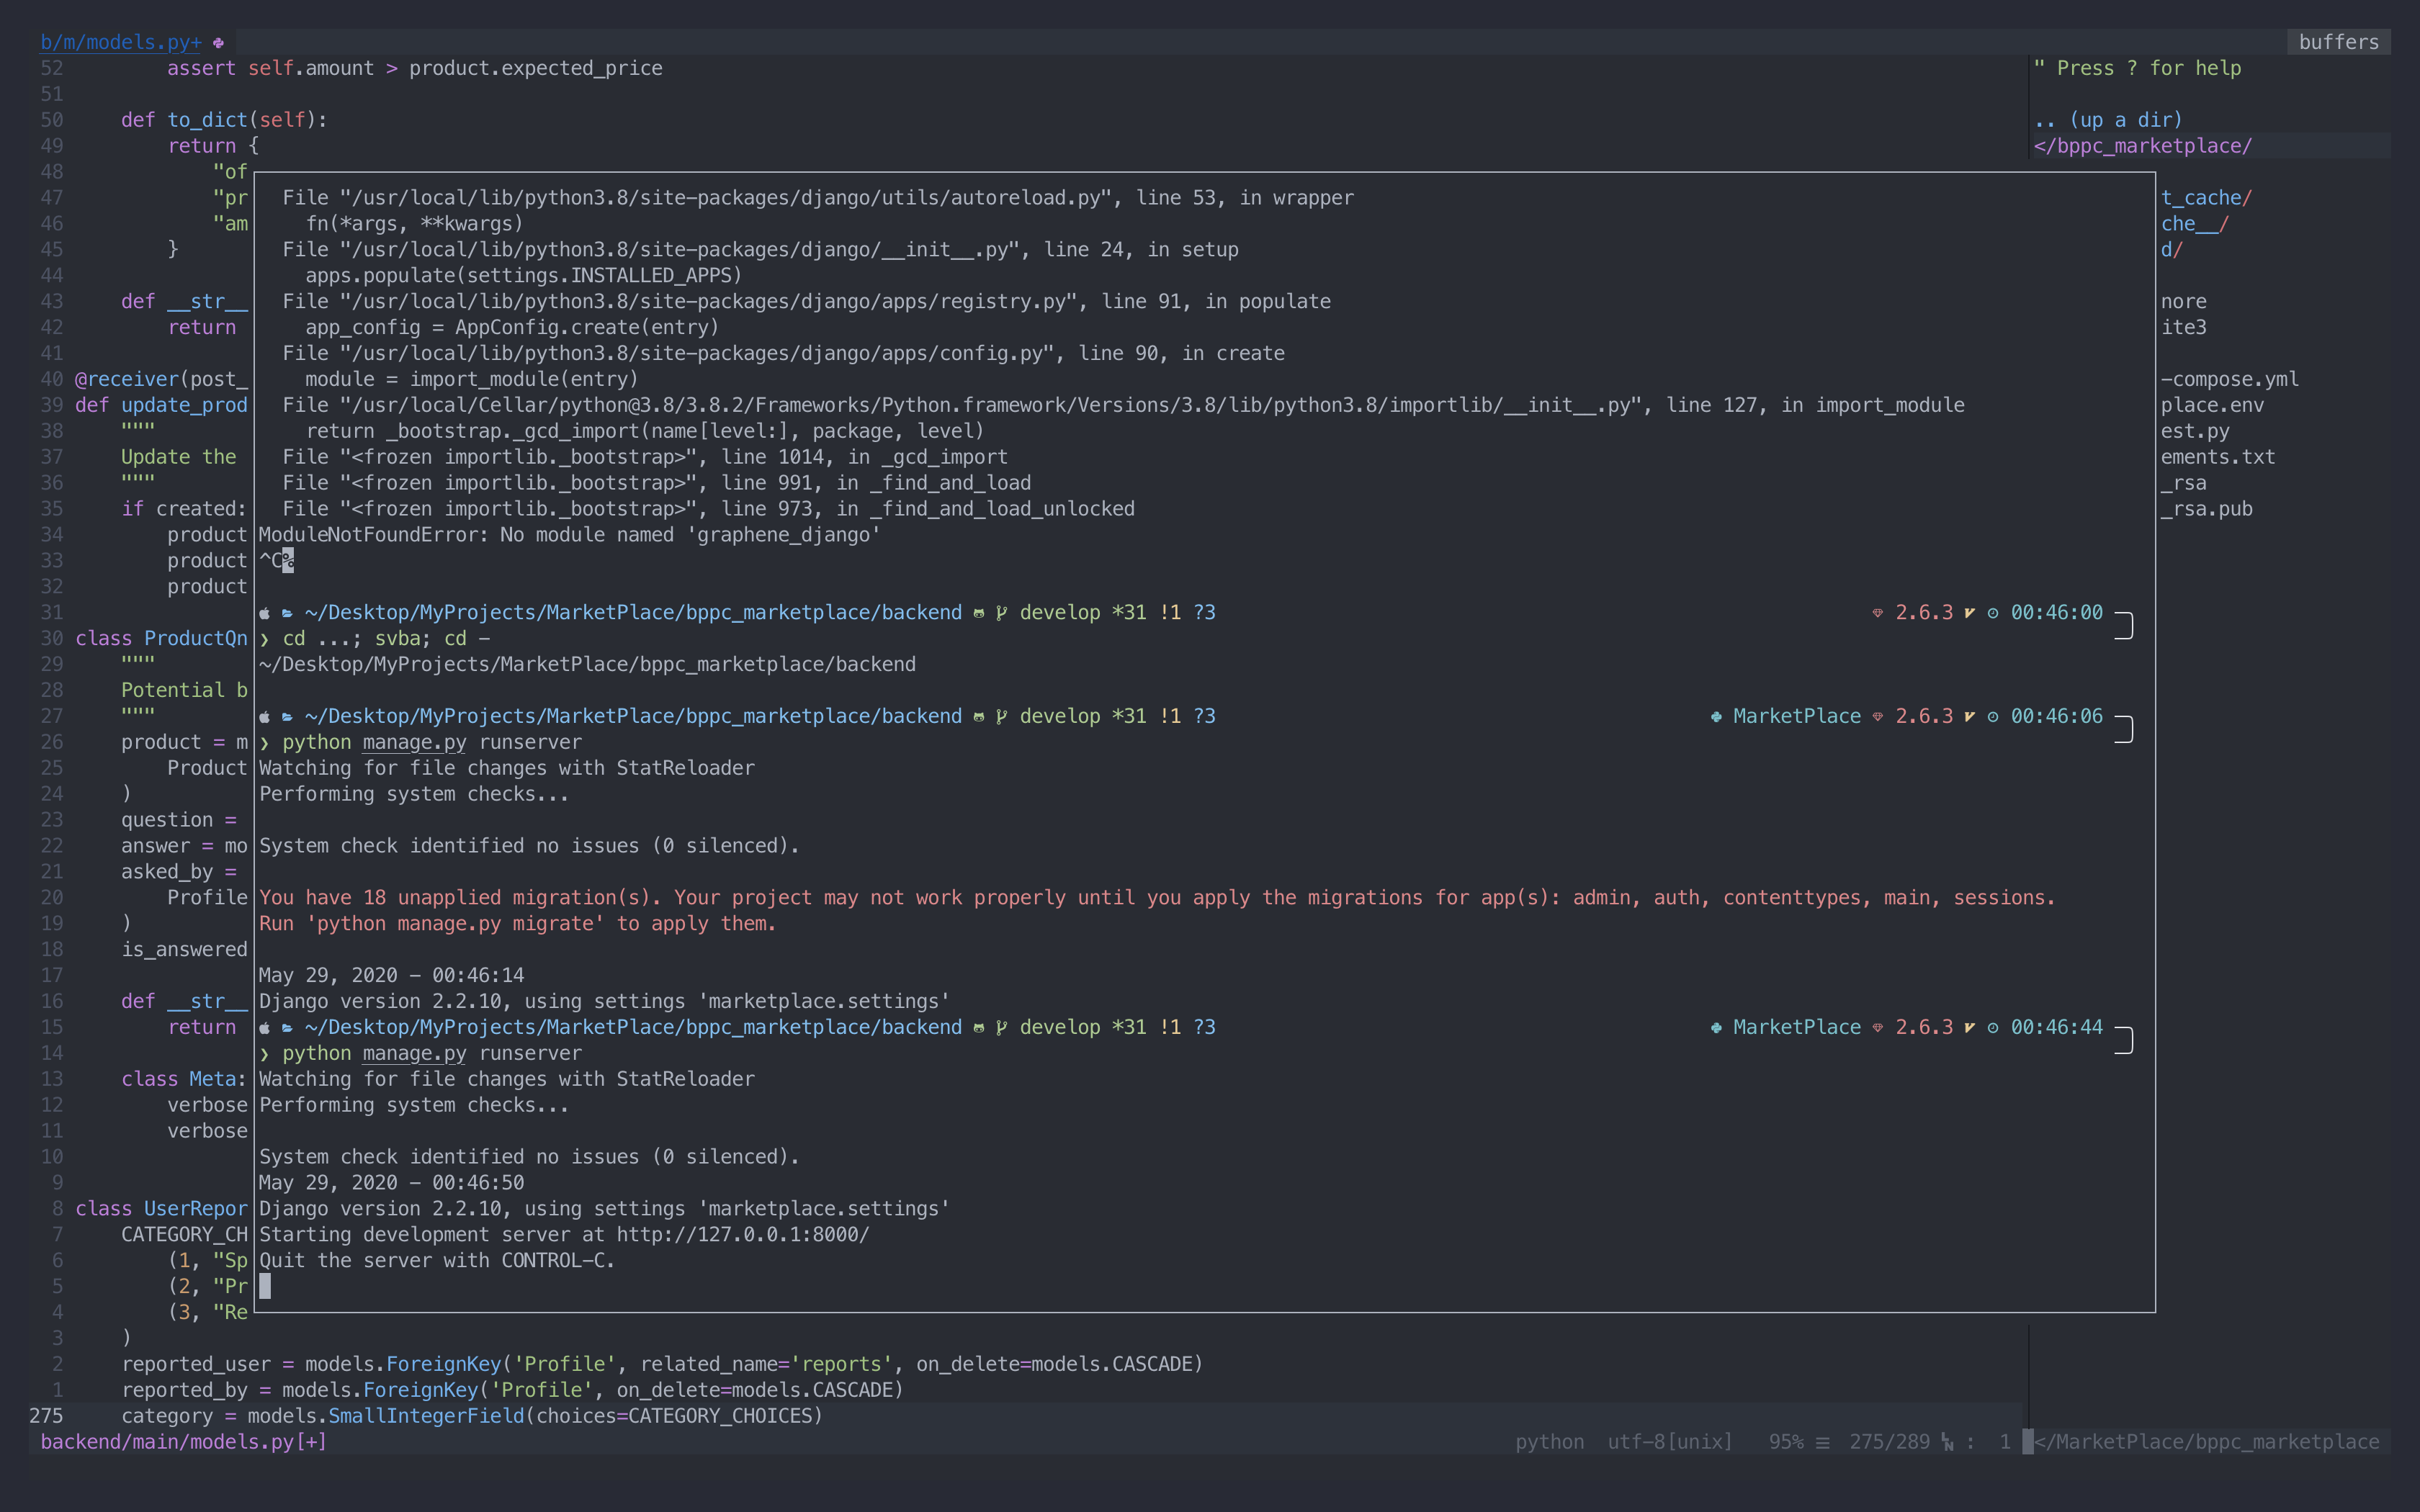 b/m/models.py+ buffers
52 assert self.amount > product.expected_price
" Press ? for help
51
50 def to_dict(self):
.. (up a dir)
49 return {
</bppc_marketplace/
48 "of
47 "pr
46 "am
45 }
44
43 def __str__
42 return
41
40 @receiver(post_
39 def update_prod
38 """
37 Update the
36 """
35 if created:
34 product
33 product
32 product
31
30 class ProductQn
29 """
28 Potential b
27 """
26 product = m
25 Product
24 )
23 question =
22 answer = mo
21 asked_by =
20 Profile
19 )
18 is_answered
17
16 def __str__
15 return
14
13 class Meta:
12 verbose
11 verbose
10
9
8 class UserRepor
7 CATEGORY_CH
6 (1, "Sp
5 (2, "Pr
4 (3, "Re
File "/usr/local/lib/python3.8/site-packages/django/utils/autoreload.py", line 53, in wrapper
fn(*args, **kwargs)
File "/usr/local/lib/python3.8/site-packages/django/__init__.py", line 24, in setup
apps.populate(settings.INSTALLED_APPS)
File "/usr/local/lib/python3.8/site-packages/django/apps/registry.py", line 91, in populate
app_config = AppConfig.create(entry)
File "/usr/local/lib/python3.8/site-packages/django/apps/config.py", line 90, in create
module = import_module(entry)
File "/usr/local/Cellar/python@3.8/3.8.2/Frameworks/Python.framework/Versions/3.8/lib/python3.8/importlib/__init__.py", line 127, in import_module
return _bootstrap._gcd_import(name[level:], package, level)
File "<frozen importlib._bootstrap>", line 1014, in _gcd_import
File "<frozen importlib._bootstrap>", line 991, in _find_and_load
File "<frozen importlib._bootstrap>", line 973, in _find_and_load_unlocked
ModuleNotFoundError: No module named 'graphene_django'
^C%
~/Desktop/MyProjects/MarketPlace/bppc_marketplace/backend develop *31 !1 ?3 2.6.3 00:46:00
❯ cd ...; svba; cd -
~/Desktop/MyProjects/MarketPlace/bppc_marketplace/backend
~/Desktop/MyProjects/MarketPlace/bppc_marketplace/backend develop *31 !1 ?3 MarketPlace 2.6.3 00:46:06
❯ python manage.py runserver
Watching for file changes with StatReloader
Performing system checks...
System check identified no issues (0 silenced).
You have 18 unapplied migration(s). Your project may not work properly until you apply the migrations for app(s): admin, auth, contenttypes, main, sessions.
Run 'python manage.py migrate' to apply them.
May 29, 2020 - 00:46:14
Django version 2.2.10, using settings 'marketplace.settings'
~/Desktop/MyProjects/MarketPlace/bppc_marketplace/backend develop *31 !1 ?3 MarketPlace 2.6.3 00:46:44
❯ python manage.py runserver
Watching for file changes with StatReloader
Performing system checks...
System check identified no issues (0 silenced).
May 29, 2020 - 00:46:50
Django version 2.2.10, using settings 'marketplace.settings'
Starting development server at http://127.0.0.1:8000/
Quit the server with CONTROL-C.
t_cache/
che__/
d/
nore
ite3
-compose.yml
place.env
est.py
ements.txt
_rsa
_rsa.pub
3 )
2 reported_user = models.ForeignKey('Profile', related_name='reports', on_delete=models.CASCADE)
1 reported_by = models.ForeignKey('Profile', on_delete=models.CASCADE)
275 category = models.SmallIntegerField(choices=CATEGORY_CHOICES)
backend/main/models.py[+] python utf-8[unix] 95% ≡ 275/289 : 1 </MarketPlace/bppc_marketplace